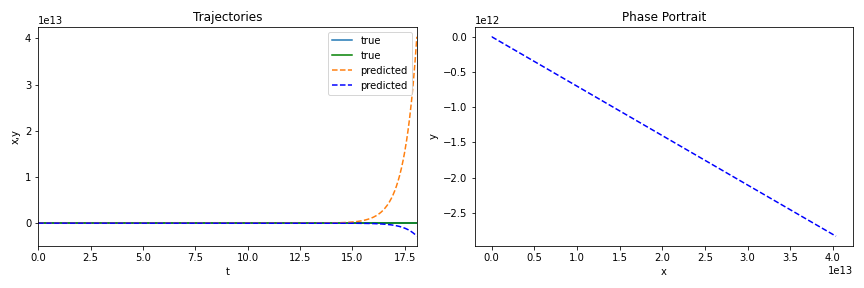 Trajectories
1e13
4
3
2
1
0
x,y
0.0 2.5 5.0 7.5 10.0 12.5 15.0 17.5
t
true
true
predicted
predicted
Phase Portrait
1e12
0.0
−0.5
−1.0
−1.5
−2.0
−2.5
y
0.0 0.5 1.0 1.5 2.0 2.5 3.0 3.5 4.0
1e13
x